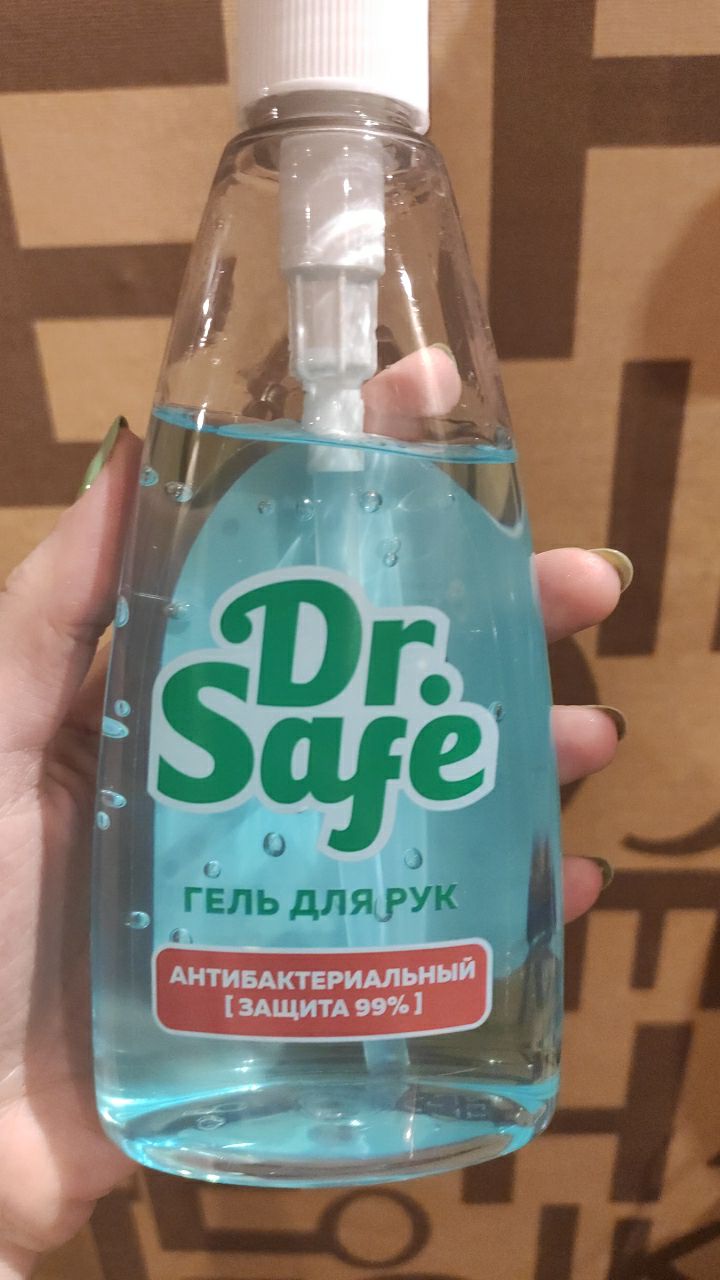 Dr.
Safe
ГЕЛЬ ДЛЯ РУК
АНТИБАКТЕРИАЛЬНЫЙ
[ ЗАЩИТА 99% ]